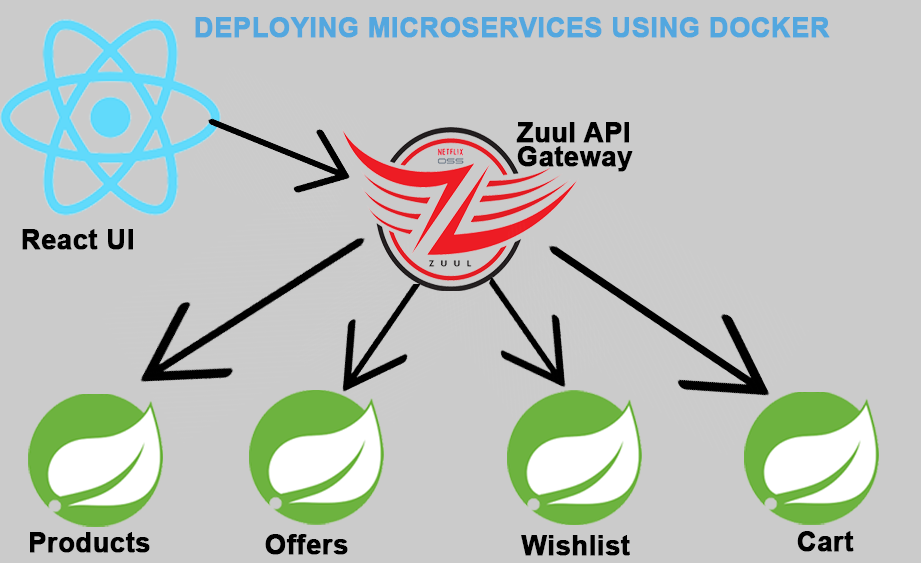 DEPLOYING MICROSERVICES USING DOCKER
Zuul API
Gateway
NETFLIX
OSS
ZUUL
React UI
Products
Offers
Wishlist
Cart